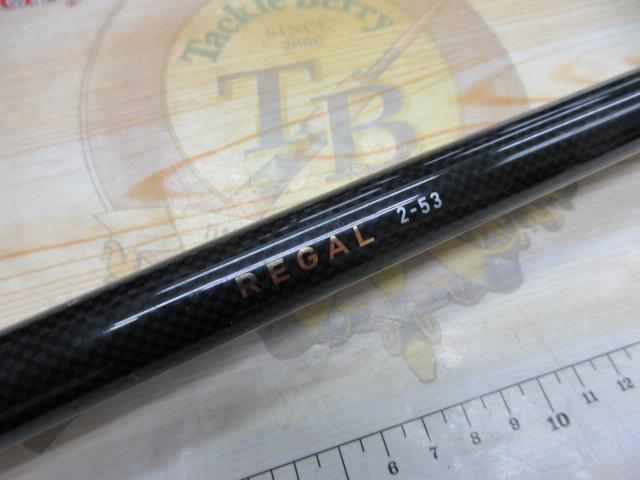 Tackle Berry
SINCE
2000
TB
REGAL 2-53
6 7 8 9 10 11 12